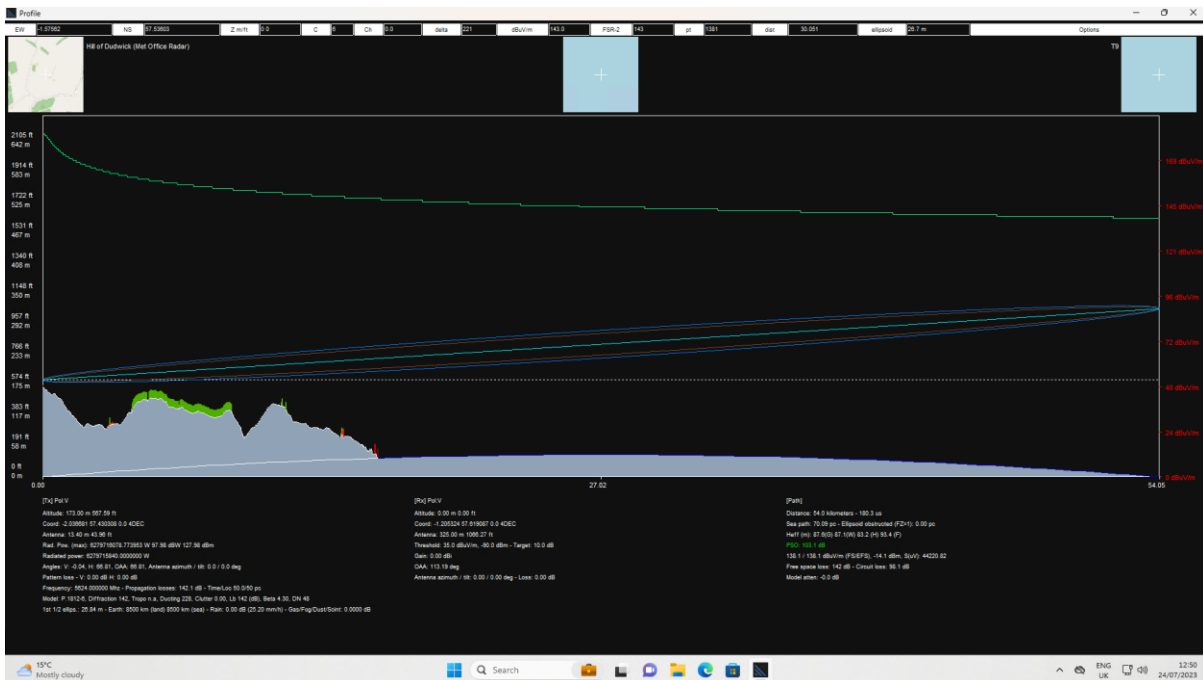 Profile
EW -1.57562 NS 57.53603 Z m/ft 0 0 C 6 Ch 0.0 delta 221 dBuV/m 143.0 FSR-2 143 pt 1381 dist 30.051 ellipsoid 26.7 m Options
Hill of Dudwick (Met Office Radar)
T9
2105 ft
642 m
1914 ft
583 m
1722 ft
525 m
1531 ft
467 m
1340 ft
408 m
1148 ft
350 m
957 ft
292 m
766 ft
233 m
574 ft
175 m
383 ft
117 m
191 ft
58 m
0 ft
0 m
169 dBuV/m
145 dBuV/m
121 dBuV/m
96 dBuV/m
72 dBuV/m
48 dBuV/m
24 dBuV/m
0 dBuV/m
0.00 27.02 54.05
[Tx] Pol:V
Altitude: 173.00 m 567.59 ft
Coord: -2.036681 57.430308 0.0 4DEC
Antenna: 13.40 m 43.96 ft
Rad. Pow. (max): 6279716078.773953 W 97.98 dBW 127.98 dBm
Radiated power: 6279715840.0000000 W
Angles: V: -0.04, H: 66.81, OAA: 66.81, Antenna azimuth / tilt: 0.0 / 0.0 deg
Pattern loss - V: 0.00 dB H: 0.00 dB
Frequency: 5624.000000 Mhz - Propagation losses: 142.1 dB - Time/Loc 50.0/50 pc
Model: P.1812-6, Diffraction 142, Tropo n.a, Ducting 228, Clutter 0.00, Lb 142 (dB), Beta 4.30, DN 48
1st 1/2 ellips.: 26.84 m - Earth: 8500 km (land) 8500 km (sea) - Rain: 0.00 dB (25.20 mm/h) - Gas/Fog/Dust/Scint: 0.0000 dB
[Rx] Pol:V
Altitude: 0.00 m 0.00 ft
Coord: -1.205324 57.619067 0.0 4DEC
Antenna: 325.00 m 1066.27 ft
Threshold: 35.0 dBuV/m, -80.0 dBm - Target: 10.0 dB
Gain: 0.00 dBi
OAA: 113.19 deg
Antenna azimuth / tilt: 0.00 / 0.00 deg - Loss: 0.00 dB
[Path]
Distance: 54.0 kilometers - 180.3 us
Sea path: 70.09 pc - Ellipsoid obstructed (FZ×1): 0.00 pc
Heff (m): 87.6(G) 87.1(W) 83.2 (H) 93.4 (F)
PSO: 103.1 dB
138.1 / 138.1 dBuV/m (FS/EFS), -14.1 dBm, S(uV): 44220.82
Free space loss: 142 dB - Circuit loss: 98.1 dB
Model atten: -0.0 dB
15°C
Mostly cloudy
Search
ENG
UK
12:50
24/07/2023